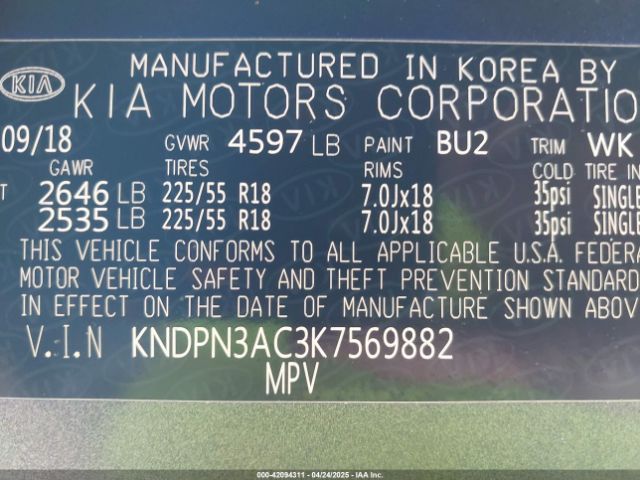 MANUFACTURED IN KOREA BY
KIA KIA MOTORS CORPORATION
09/18 GVWR 4597 LB PAINT BU2 TRIM WK
GAWR TIRES RIMS COLD TIRE IN
T 2646 LB 225/55 R18 7.0Jx18 35psi SINGLE
2535 LB 225/55 R18 7.0Jx18 35psi SINGLE
THIS VEHICLE CONFORMS TO ALL APPLICABLE U.S.A. FEDERA
MOTOR VEHICLE SAFETY AND THEFT PREVENTION STANDARD
IN EFFECT ON THE DATE OF MANUFACTURE SHOWN ABOV
V.I.N KNDPN3AC3K7569882
MPV
000-42094311 | 04/24/2025 - IAA Inc.